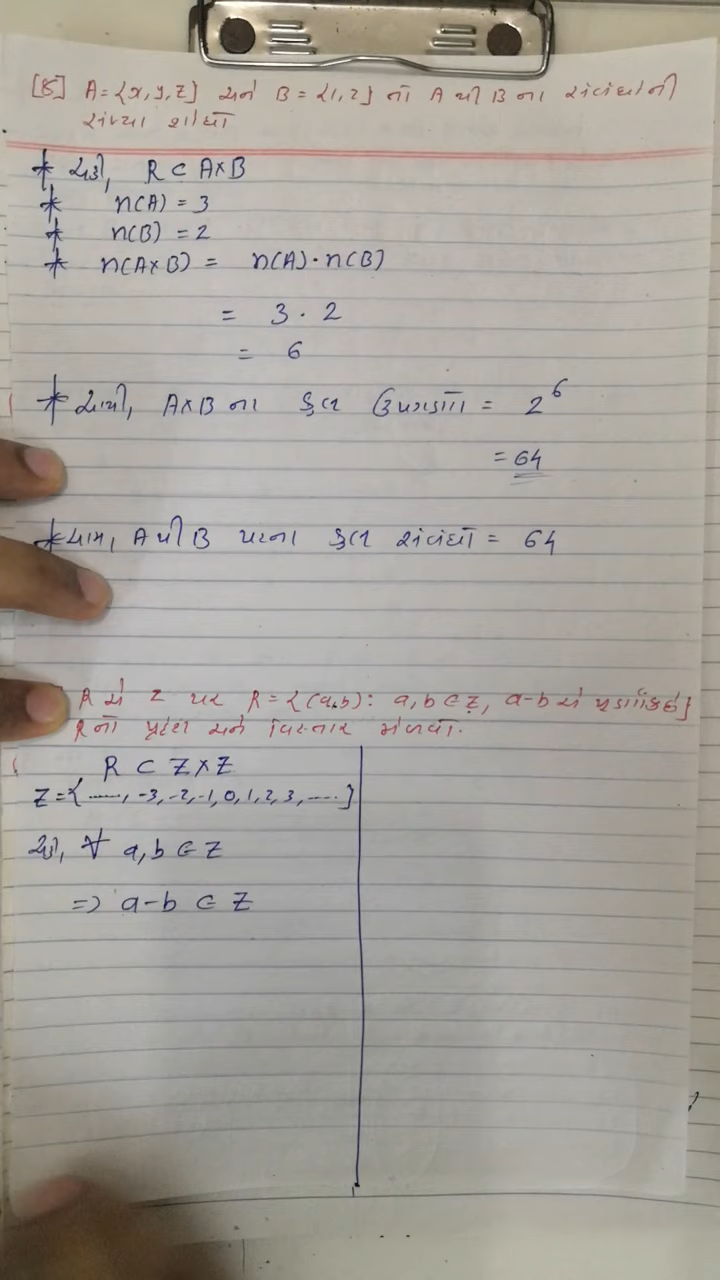 [8] A={x,y,z} અને B={1,2} તો A થી B ના સંબંધોની
સંખ્યા શોધો
* અહીં, R ⊂ A×B
* n(A) = 3
* n(B) = 2
* n(A×B) = n(A)·n(B)
= 3 · 2
= 6
* આથી, A×B ના કુલ ઉપગણો = 2^6
= 64
* આમ, A થી B પરના કુલ સંબંધો = 64
R એ Z પર R={(a,b): a,b∈Z, a-b એ પૂર્ણાંક છે}
R નો પ્રદેશ અને વિસ્તાર મેળવો.
R ⊂ Z×Z
Z={ ......, -3,-2,-1,0,1,2,3, ..... }
અહીં, ∀ a,b ∈ Z
=> a-b ∈ Z